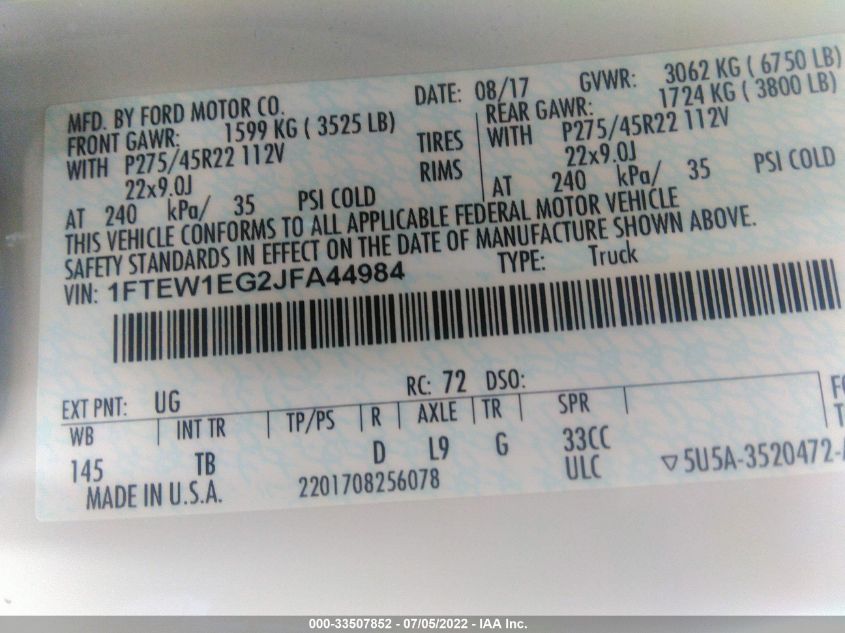 MFD. BY FORD MOTOR CO. DATE: 08/17 GVWR: 3062 KG ( 6750 LB)
FRONT GAWR: 1599 KG ( 3525 LB) REAR GAWR: 1724 KG ( 3800 LB)
WITH P275/45R22 112V TIRES WITH P275/45R22 112V
22x9.0J RIMS 22x9.0J
AT 240 kPa/ 35 PSI COLD AT 240 kPa/ 35 PSI COLD
THIS VEHICLE CONFORMS TO ALL APPLICABLE FEDERAL MOTOR VEHICLE
SAFETY STANDARDS IN EFFECT ON THE DATE OF MANUFACTURE SHOWN ABOVE.
VIN: 1FTEW1EG2JFA44984 TYPE: Truck
EXT PNT: UG RC: 72 DSO:
WB INT TR TP/PS R AXLE TR SPR
145 TB D L9 G 33CC
MADE IN U.S.A. 2201708256078 ULC ▽5U5A-3520472-
000-33507852 - 07/05/2022 - IAA Inc.